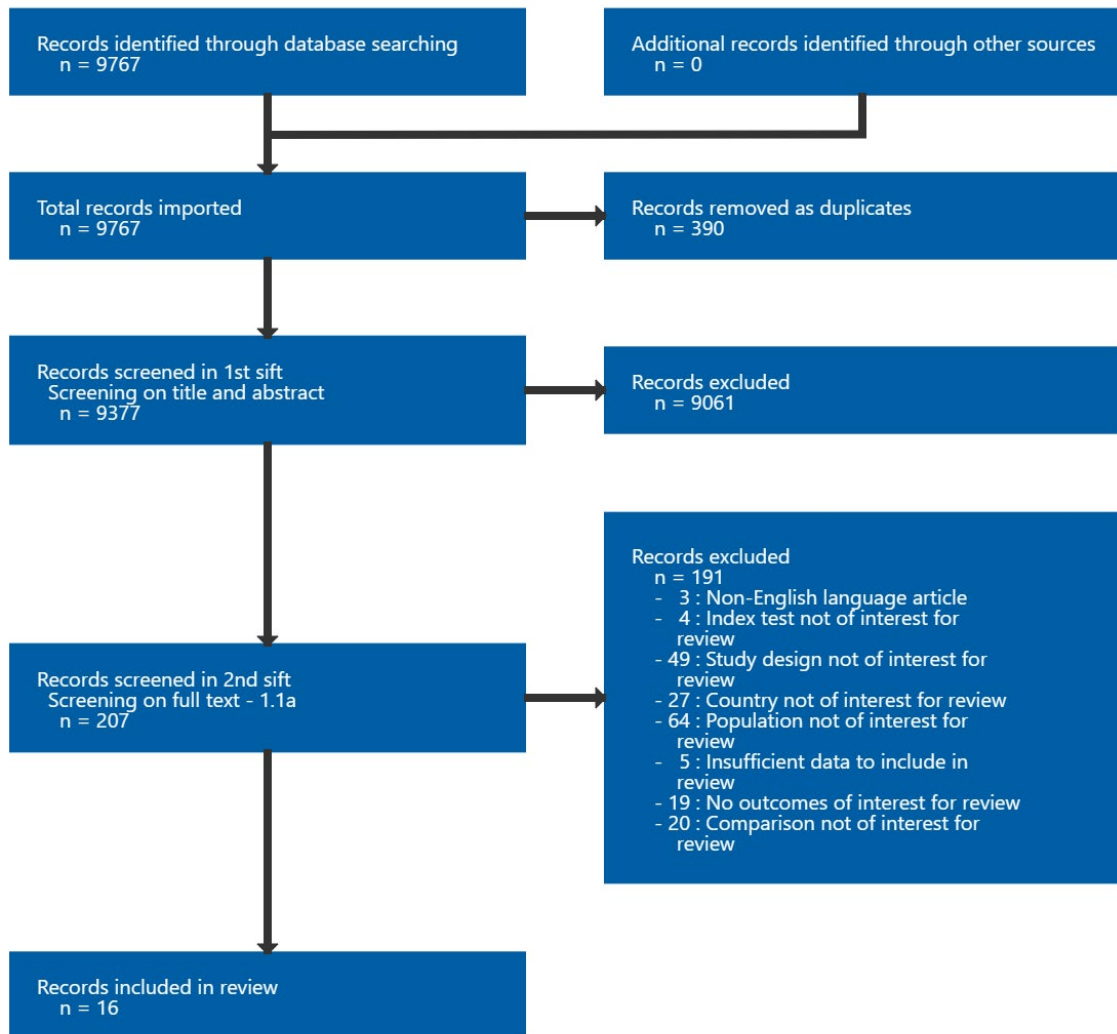 Records identified through database searching
n = 9767
Additional records identified through other sources
n = 0
Total records imported
n = 9767
Records removed as duplicates
n = 390
Records screened in 1st sift
Screening on title and abstract
n = 9377
Records excluded
n = 9061
Records screened in 2nd sift
Screening on full text - 1.1a
n = 207
Records excluded
n = 191
- 3 : Non-English language article
- 4 : Index test not of interest for
review
- 49 : Study design not of interest for
review
- 27 : Country not of interest for review
- 64 : Population not of interest for
review
- 5 : Insufficient data to include in
review
- 19 : No outcomes of interest for review
- 20 : Comparison not of interest for
review
Records included in review
n = 16